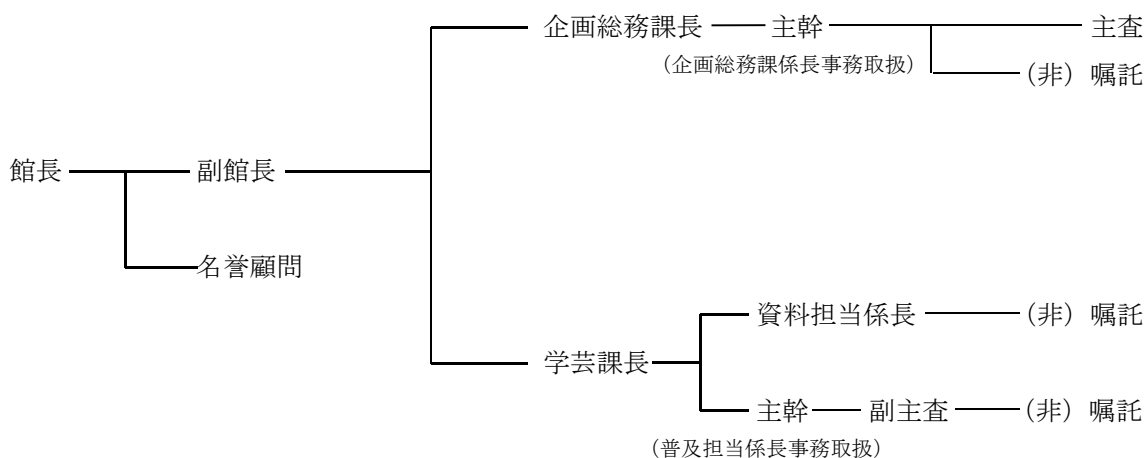 企画総務課長 主幹 主査
(企画総務課係長事務取扱)
(非) 嘱託
館長 副館長
名誉顧問
資料担当係長 (非) 嘱託
学芸課長
主幹 副主査 (非) 嘱託
(普及担当係長事務取扱)